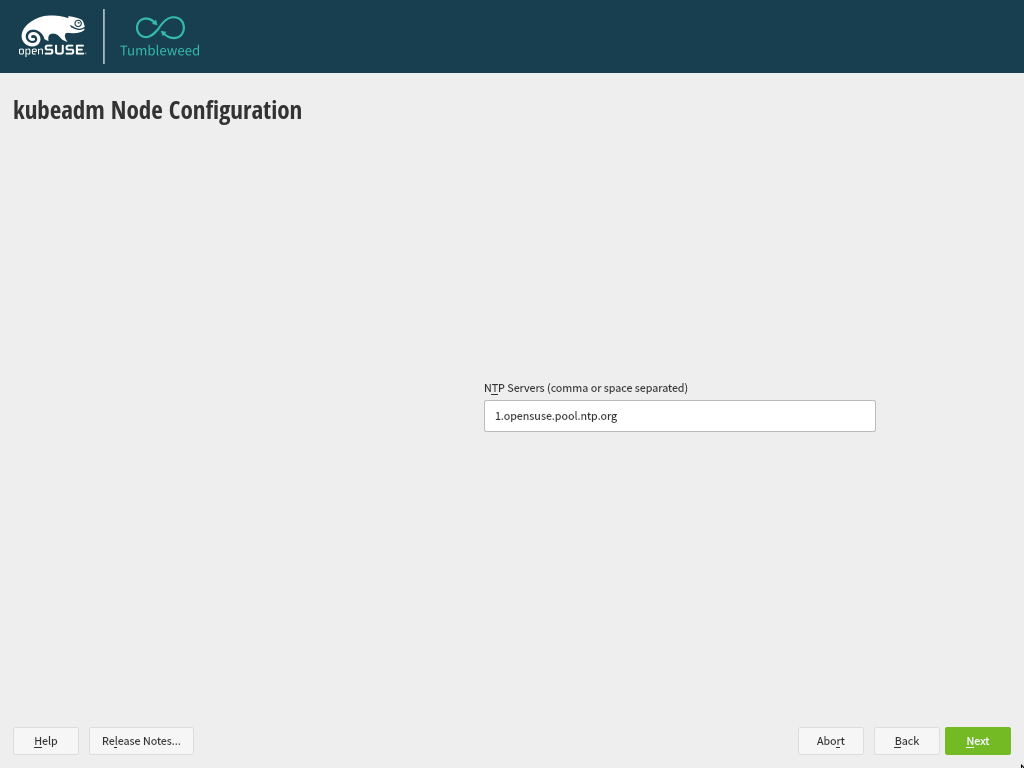 openSUSE
Tumbleweed
kubeadm Node Configuration
NTP Servers (comma or space separated)
1.opensuse.pool.ntp.org
Help
Release Notes...
Abort
Back
Next